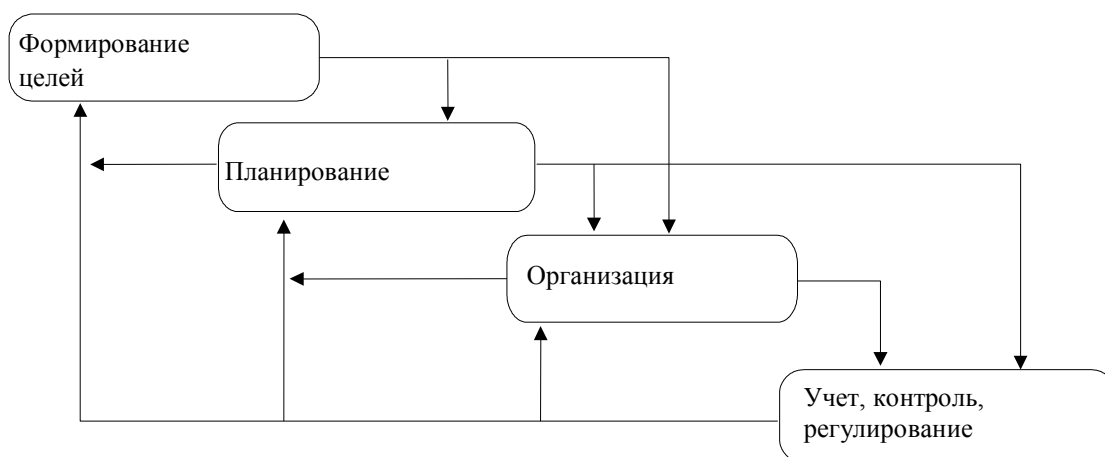 Формирование
целей
Планирование
Организация
Учет, контроль,
регулирование